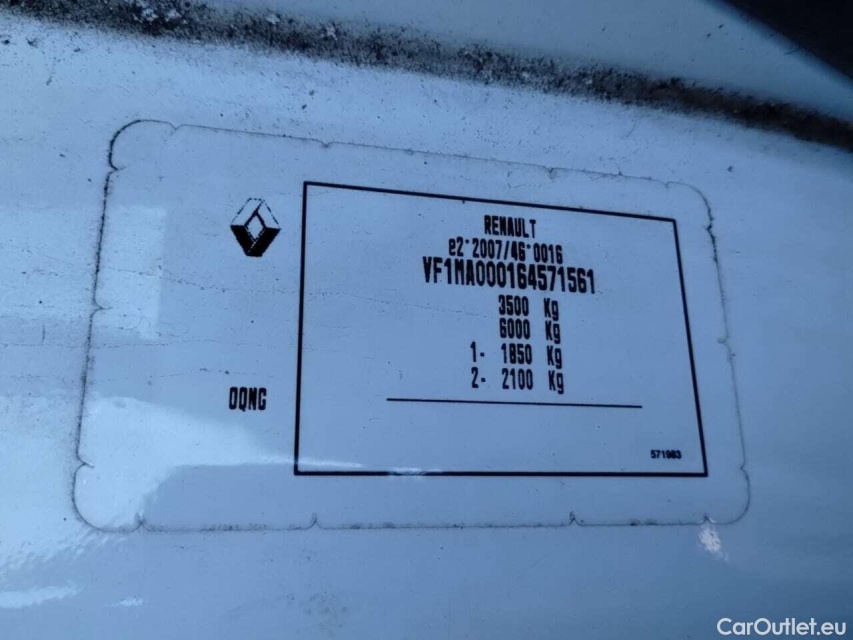 RENAULT
e2*2007/46*0016
VF1MA000164571561
3500 Kg
6000 Kg
1- 1850 Kg
2- 2100 Kg
0QNG
571983
CarOutlet.eu